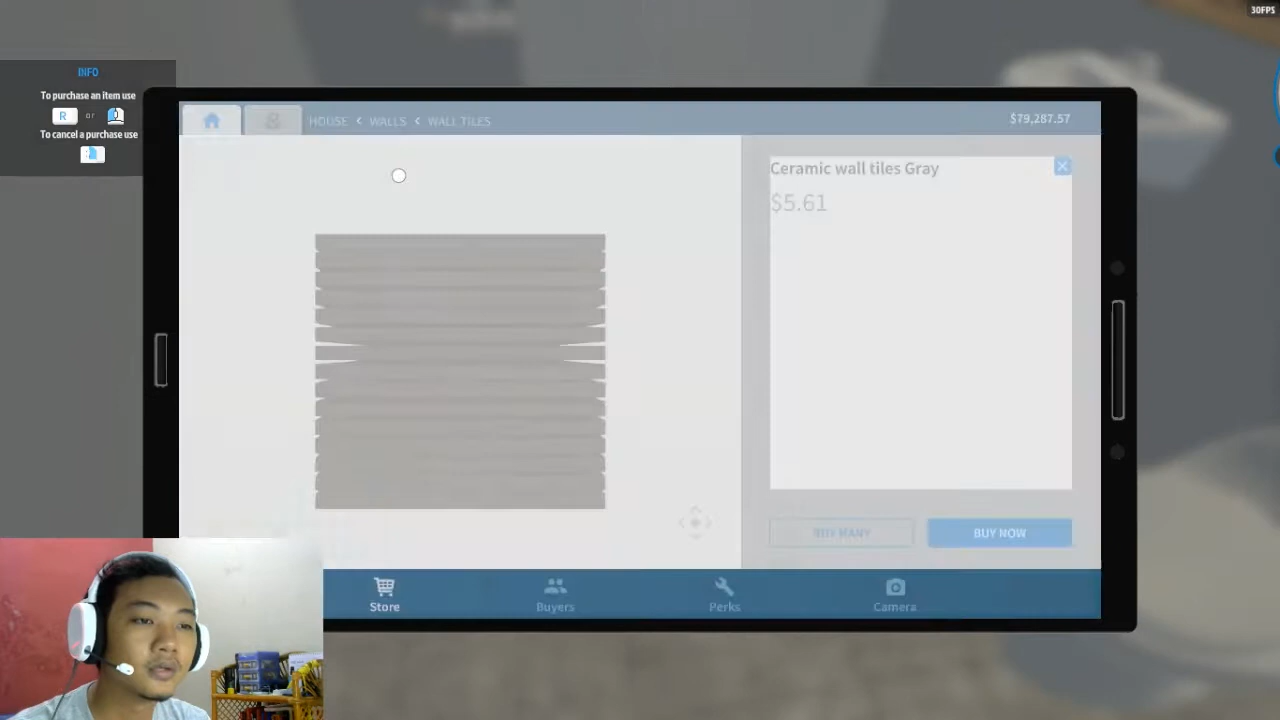 30FPS
INFO
To purchase an item use
R or
To cancel a purchase use
HOUSE < WALLS < WALL TILES
$79,287.57
Ceramic wall tiles Gray
$5.61
BUY MANY
BUY NOW
Store
Buyers
Perks
Camera